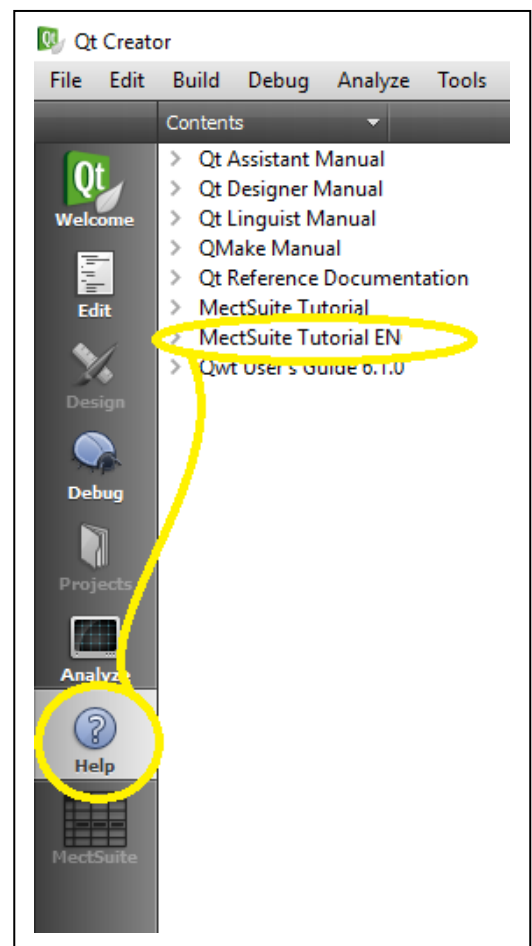 Qt Creator
File Edit Build Debug Analyze Tools
Contents
Qt Assistant Manual
Qt Designer Manual
Qt Linguist Manual
QMake Manual
Qt Reference Documentation
MectSuite Tutorial
MectSuite Tutorial EN
Qwt User's Guide 6.1.0
Qt
Welcome
Edit
Design
Debug
Projects
Analyze
Help
MectSuite